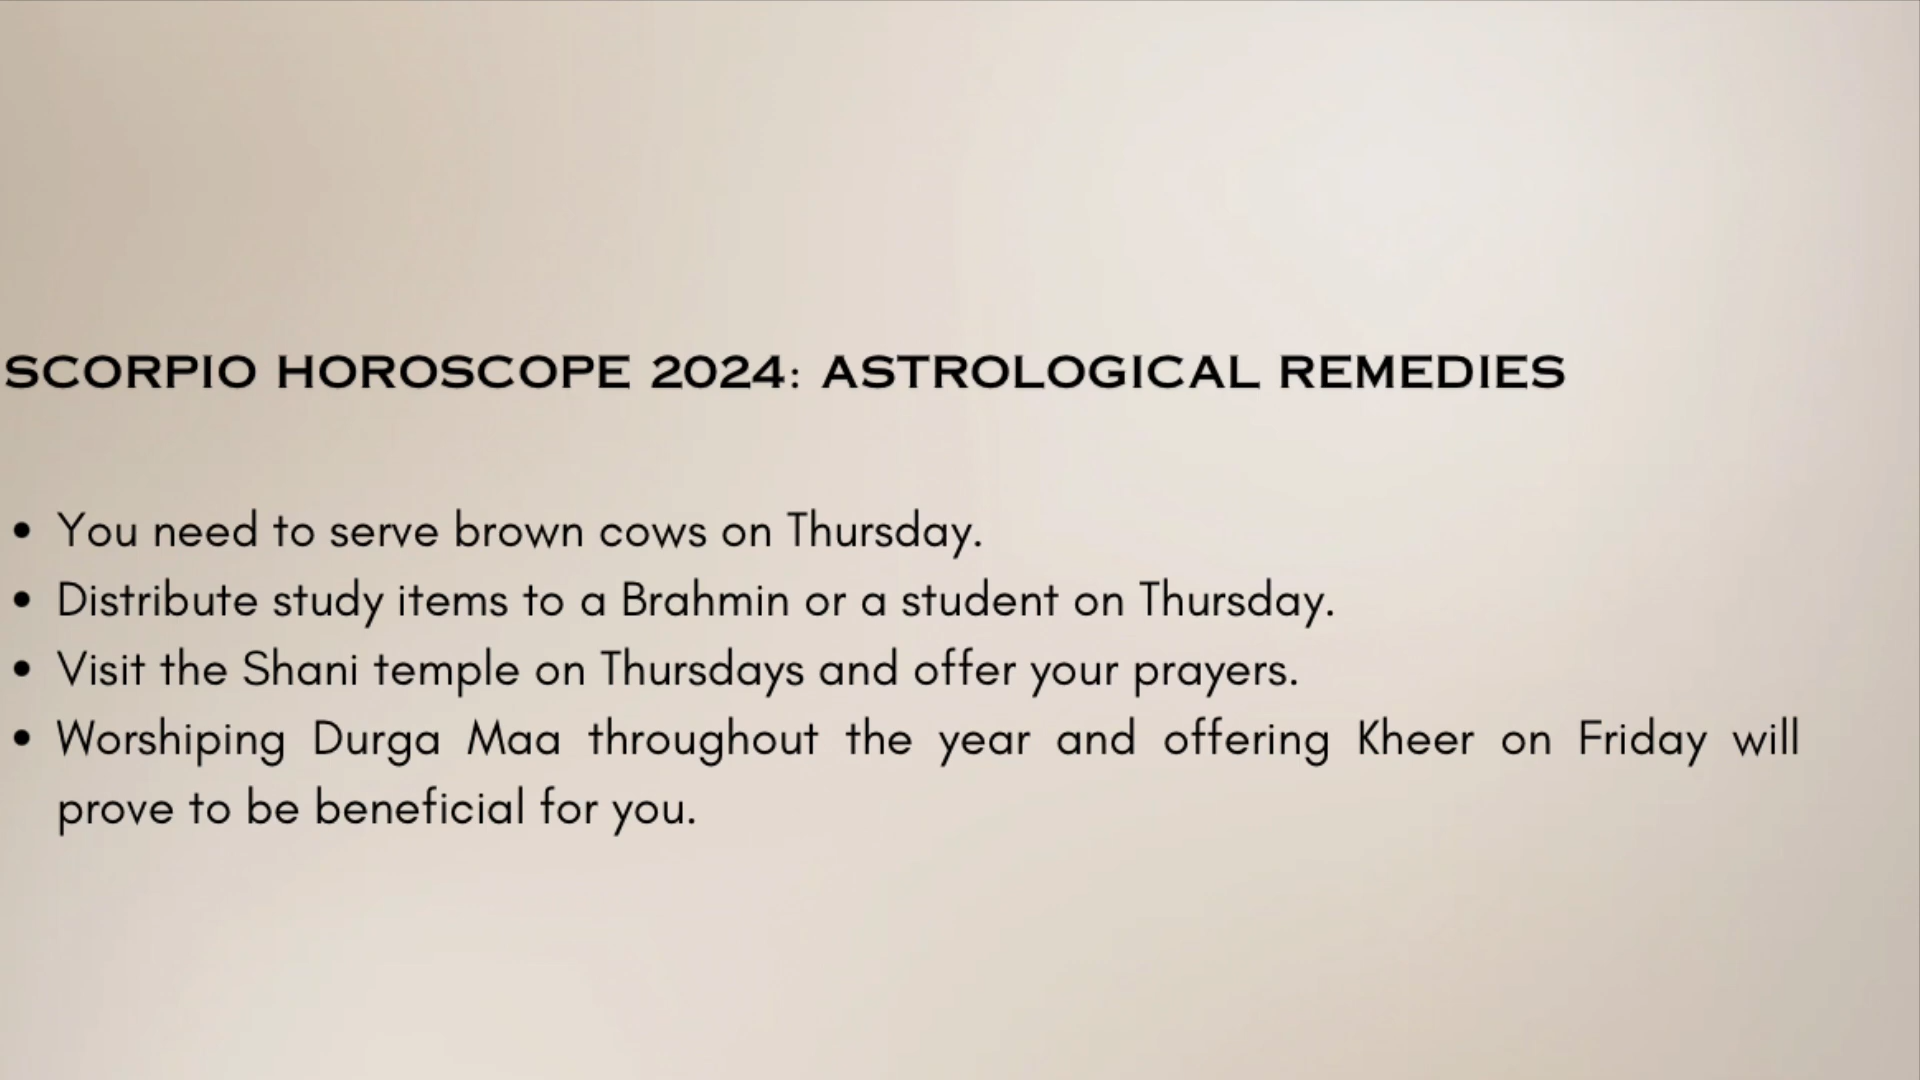 SCORPIO HOROSCOPE 2024: ASTROLOGICAL REMEDIES
• You need to serve brown cows on Thursday.
• Distribute study items to a Brahmin or a student on Thursday.
• Visit the Shani temple on Thursdays and offer your prayers.
• Worshiping Durga Maa throughout the year and offering Kheer on Friday will
prove to be beneficial for you.